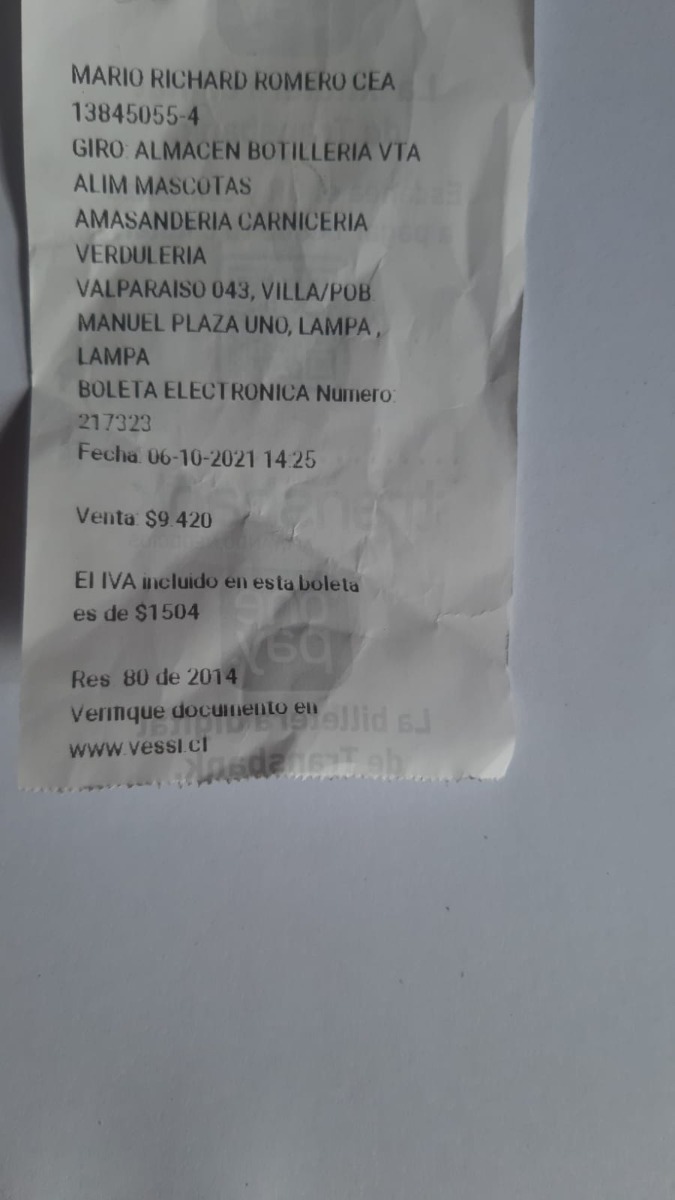 MARIO RICHARD ROMERO CEA
13845055-4
GIRO: ALMACEN BOTILLERIA VTA
ALIM MASCOTAS
AMASANDERIA CARNICERIA
VERDULERIA
VALPARAISO 043, VILLA/POB.
MANUEL PLAZA UNO, LAMPA ,
LAMPA
BOLETA ELECTRONICA Numero:
217323
Fecha: 06-10-2021 14:25
Venta: $9.420
El IVA incluido en esta boleta
es de $1504
Res. 80 de 2014
Verifique documento en
www.vessi.cl